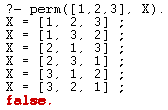 ?- perm([1,2,3], X).
X = [1, 2, 3] ;
X = [1, 3, 2] ;
X = [2, 1, 3] ;
X = [2, 3, 1] ;
X = [3, 1, 2] ;
X = [3, 2, 1] ;
false.